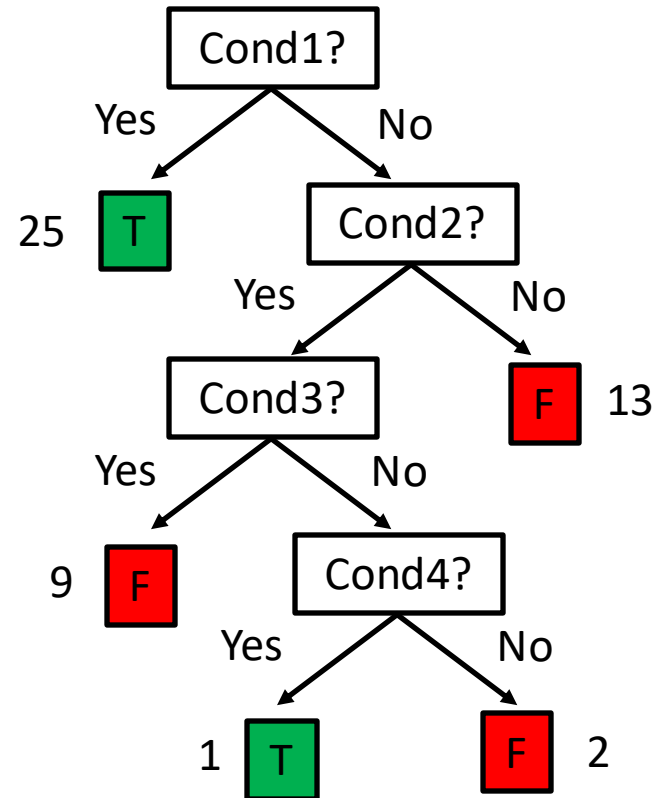 Cond1?
Yes
No
25
T
Cond2?
Yes
No
Cond3?
F
13
Yes
No
9
F
Cond4?
Yes
No
1
T
F
2